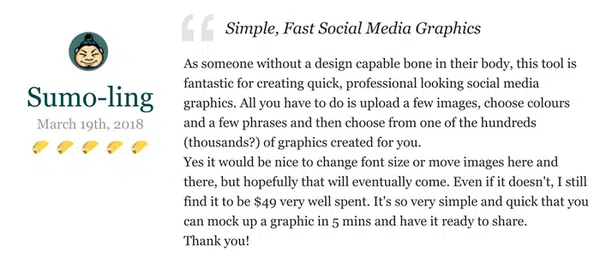 Simple, Fast Social Media Graphics
Sumo-ling
March 19th, 2018
As someone without a design capable bone in their body, this tool is
fantastic for creating quick, professional looking social media
graphics. All you have to do is upload a few images, choose colours
and a few phrases and then choose from one of the hundreds
(thousands?) of graphics created for you.
Yes it would be nice to change font size or move images here and
there, but hopefully that will eventually come. Even if it doesn't, I still
find it to be $49 very well spent. It's so very simple and quick that you
can mock up a graphic in 5 mins and have it ready to share.
Thank you!